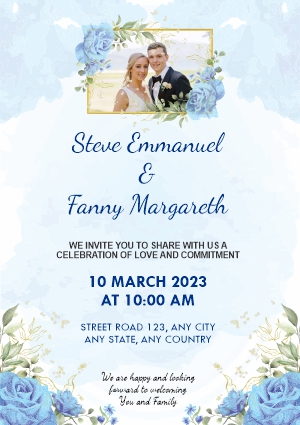 Steve Emmanuel
&
Fanny Margareth
WE INVITE YOU TO SHARE WITH US A
CELEBRATION OF LOVE AND COMMITMENT
10 MARCH 2023
AT 10:00 AM
STREET ROAD 123, ANY CITY
ANY STATE, ANY COUNTRY
We are happy and looking
forward to welcoming
You and Family